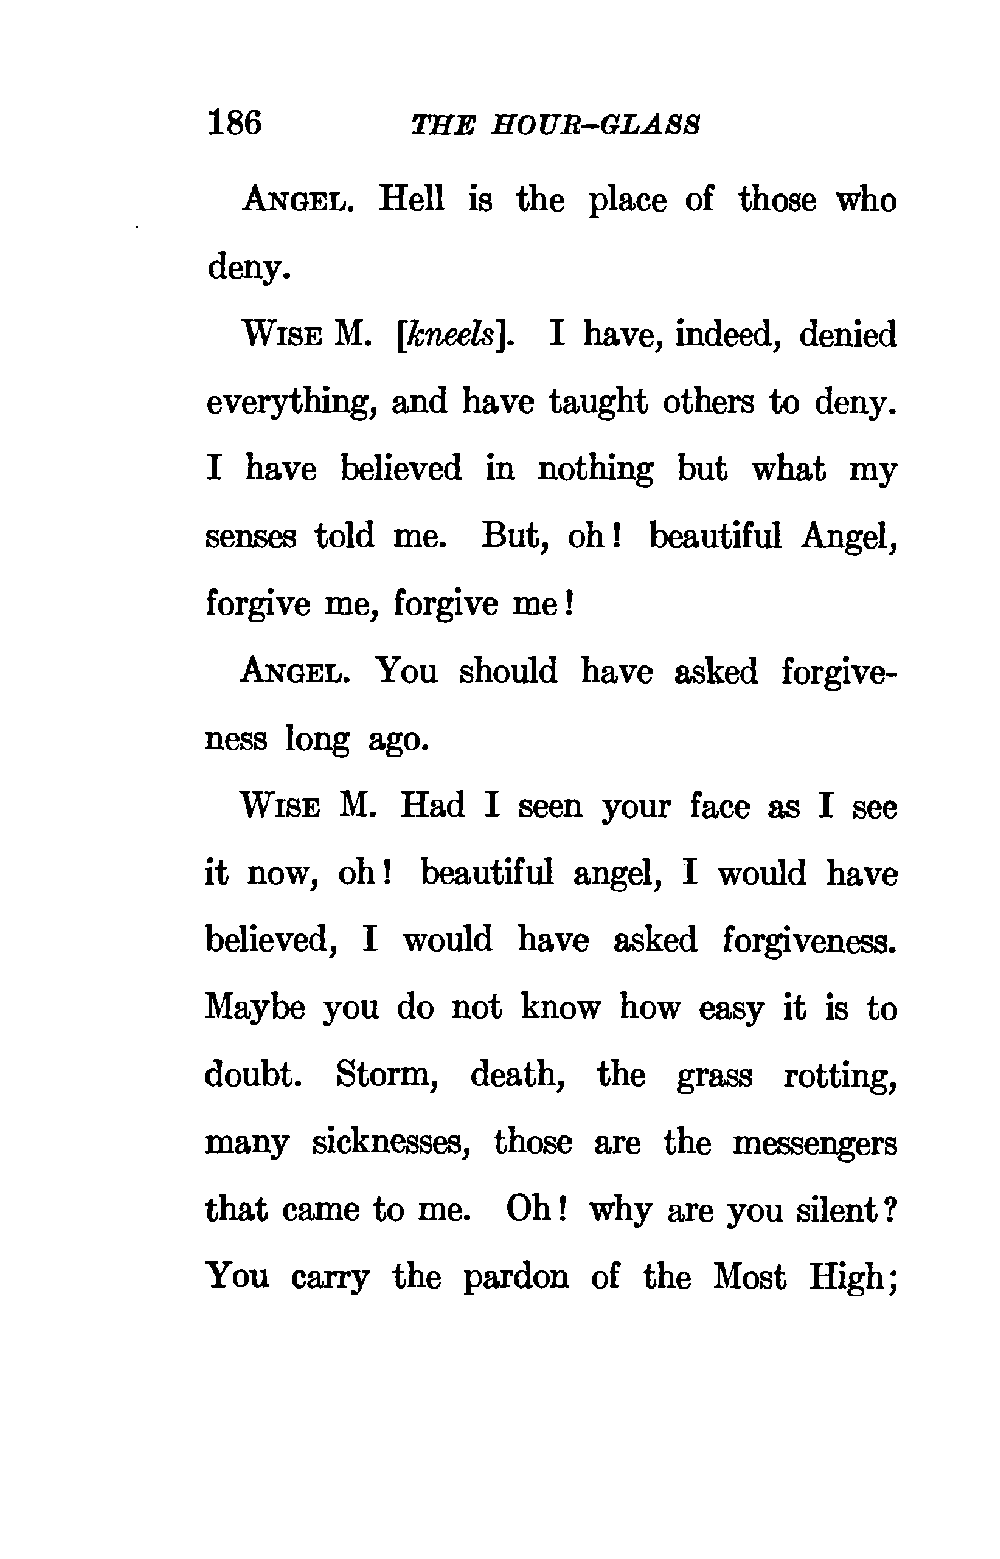 186 THE HOUR-GLASS
ANGEL. Hell is the place of those who
deny.
WISE M. [kneels]. I have, indeed, denied
everything, and have taught others to deny.
I have believed in nothing but what my
senses told me. But, oh! beautiful Angel,
forgive me, forgive me!
ANGEL. You should have asked forgive-
ness long ago.
WISE M. Had I seen your face as I see
it now, oh! beautiful angel, I would have
believed, I would have asked forgiveness.
Maybe you do not know how easy it is to
doubt. Storm, death, the grass rotting,
many sicknesses, those are the messengers
that came to me. Oh! why are you silent?
You carry the pardon of the Most High;